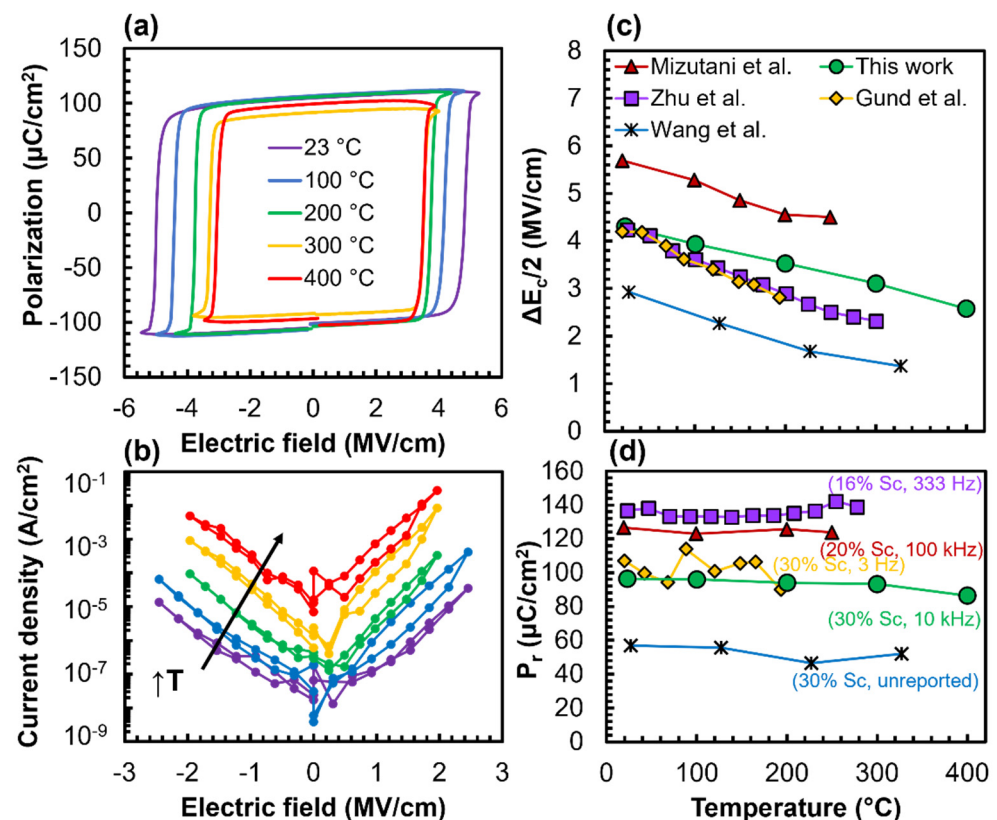 (a)
150
100
50
0
-50
-100
-150
Polarization (μC/cm²)
23 °C
100 °C
200 °C
300 °C
400 °C
-6 -4 -2 0 2 4 6
Electric field (MV/cm)
(b)
10⁻¹
10⁻³
10⁻⁵
10⁻⁷
10⁻⁹
Current density (A/cm²)
↑T
-3 -2 -1 0 1 2 3
Electric field (MV/cm)
(c)
8
7
6
5
4
3
2
1
0
ΔE꜀/2 (MV/cm)
Mizutani et al. This work
Zhu et al. Gund et al.
Wang et al.
(d)
160
140
120
100
80
60
40
20
0
Pᵣ (μC/cm²)
(16% Sc, 333 Hz)
(20% Sc, 100 kHz)
(30% Sc, 3 Hz)
(30% Sc, 10 kHz)
(30% Sc, unreported)
0 100 200 300 400
Temperature (°C)